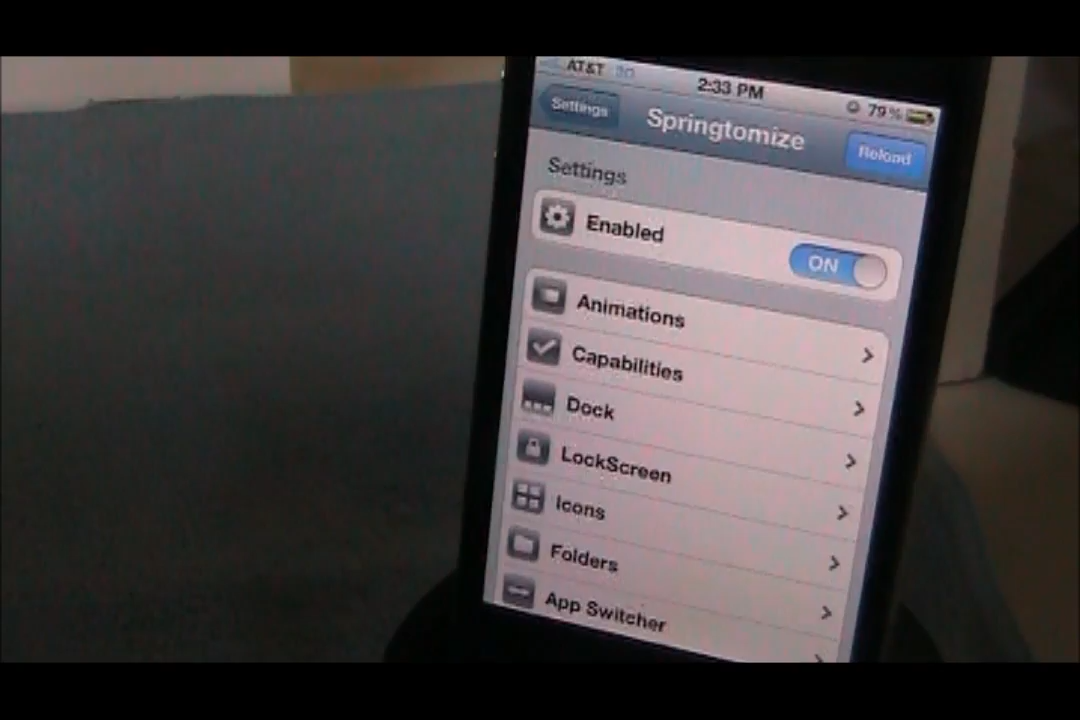 AT&T 3G 2:33 PM 79%
Settings Springtomize Reload
Settings
Enabled ON
Animations
Capabilities
Dock
LockScreen
Icons
Folders
App Switcher